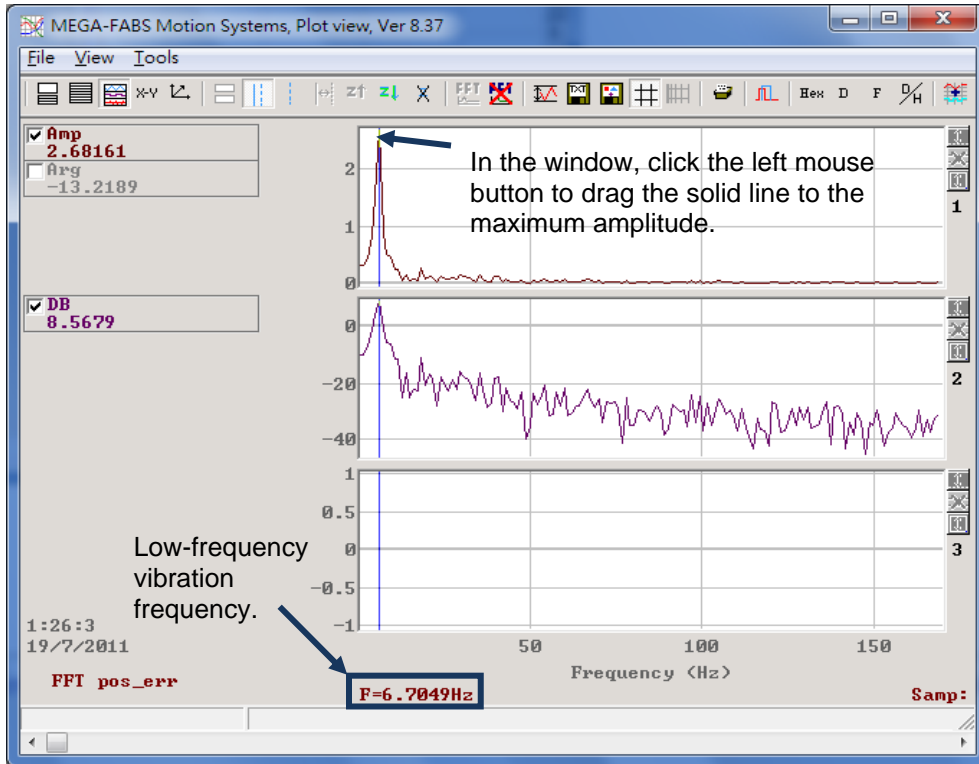 MEGA-FABS Motion Systems, Plot view, Ver 8.37
File View Tools
X-Y Z↑ Z↓ X FFT TXT Hex D F D/H
Amp
2.68161
Arg
-13.2189
2
1
0
In the window, click the left mouse
button to drag the solid line to the
maximum amplitude.
1
DB
8.5679
0
-20
-40
2
1
0.5
0
-0.5
-1
3
Low-frequency
vibration
frequency.
1:26:3
19/7/2011
50 100 150
Frequency (Hz)
FFT pos_err
F=6.7049Hz
Samp: